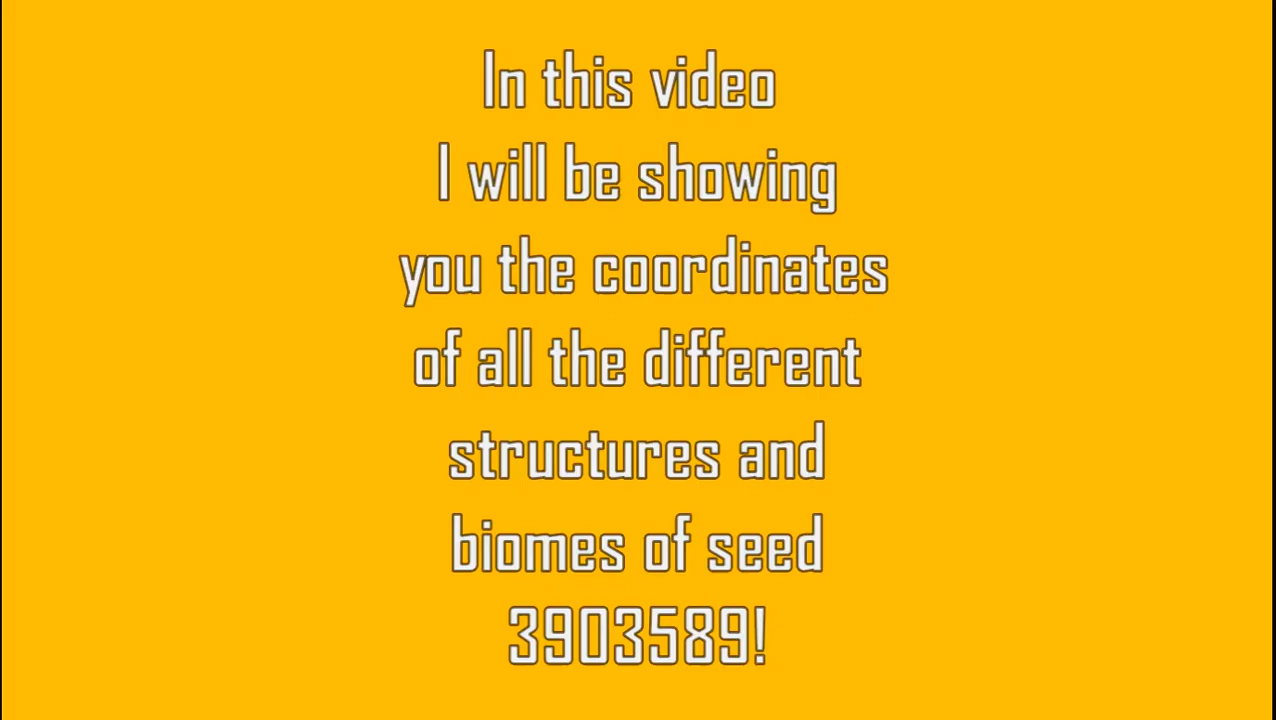 In this video
I will be showing
you the coordinates
of all the different
structures and
biomes of seed
3903589!